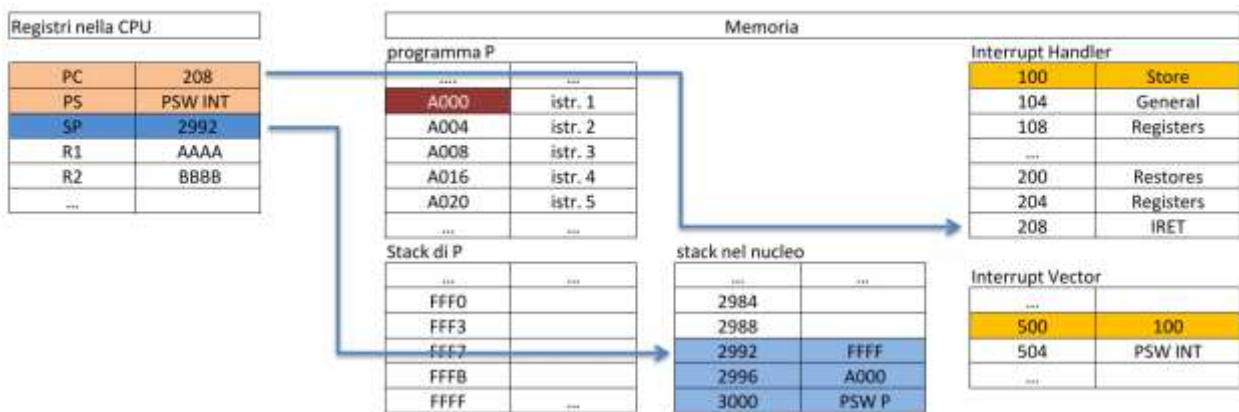 Registri nella CPU
Memoria
programma P
Interrupt Handler
PC 208
PS PSW INT
SP 2992
R1 AAAA
R2 BBBB
...
.... ...
A000 istr. 1
A004 istr. 2
A008 istr. 3
A016 istr. 4
A020 istr. 5
... ...
100 Store
104 General
108 Registers
...
200 Restores
204 Registers
208 IRET
Stack di P
... ...
FFF0
FFF3
FFF7
FFFB
FFFF ...
stack nel nucleo
... ...
2984
2988
2992 FFFF
2996 A000
3000 PSW P
Interrupt Vector
...
500 100
504 PSW INT
...